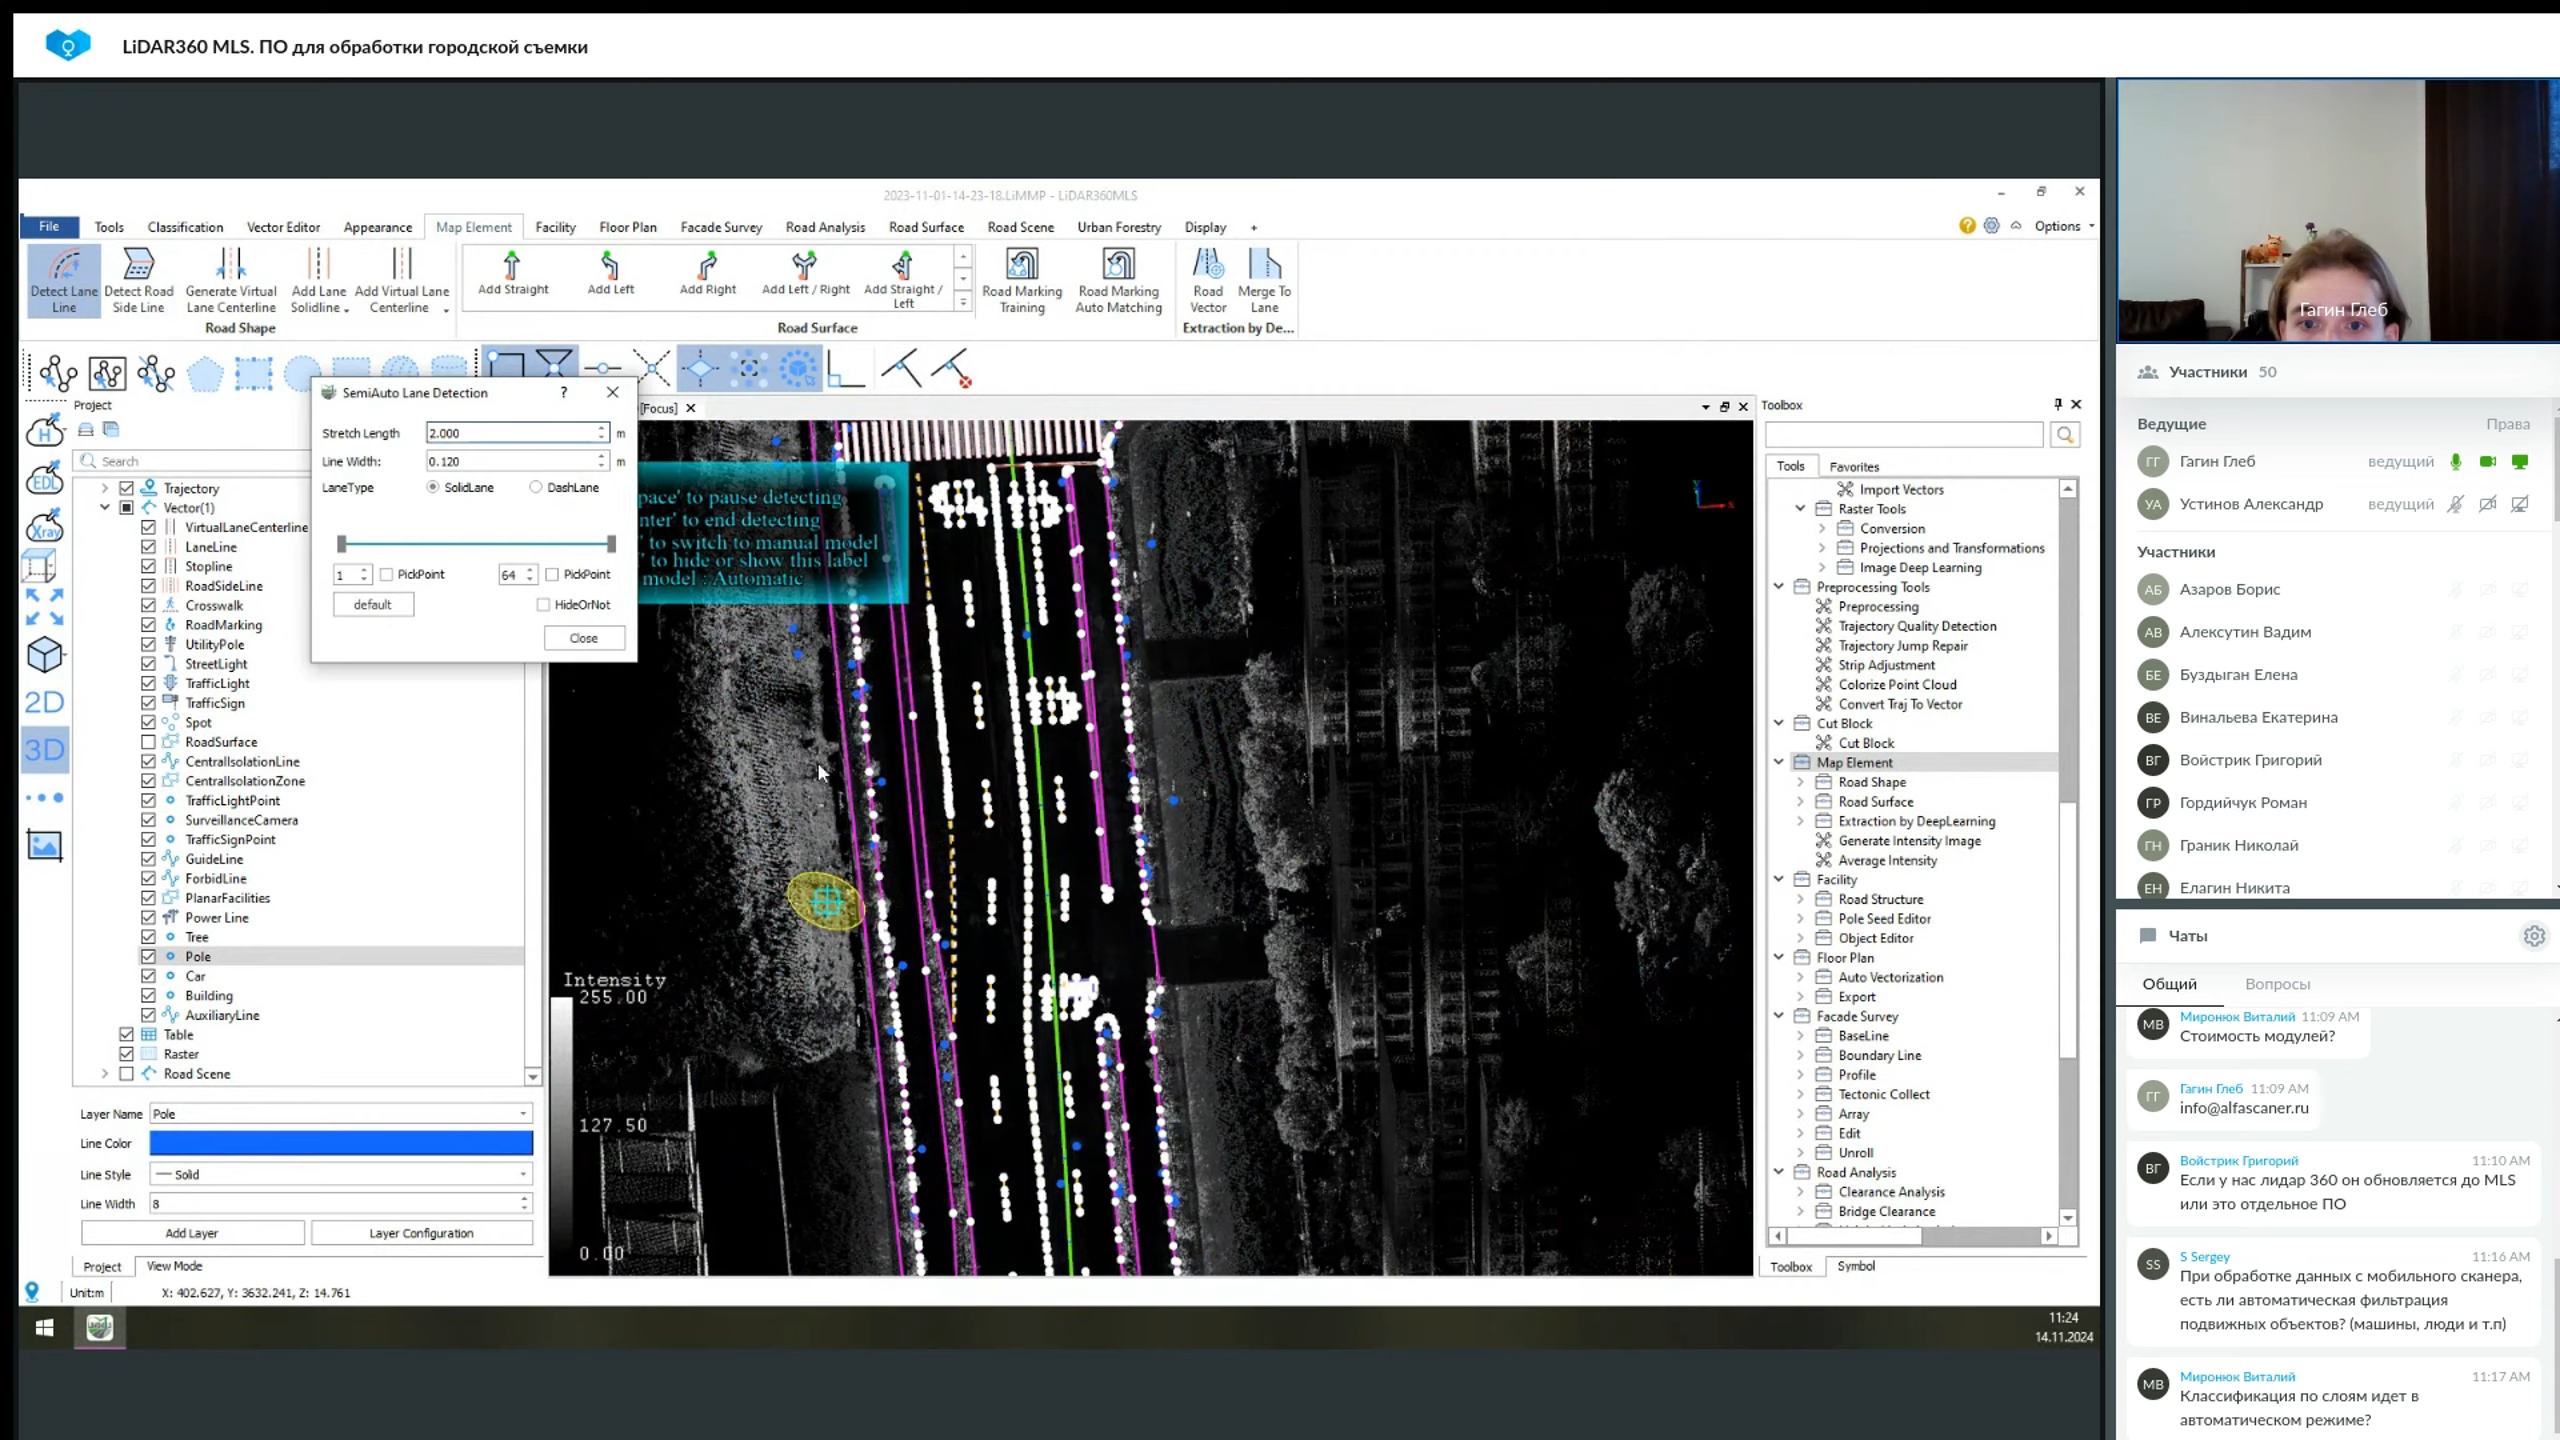 LiDAR360 MLS. ПО для обработки городской съемки
2023-11-01-14-23-18.LiMMP - LiDAR360MLS
File Tools Classification Vector Editor Appearance Map Element Facility Floor Plan Facade Survey Road Analysis Road Surface Road Scene Urban Forestry Display + Options
Detect Lane Line
Detect Road Side Line
Generate Virtual Lane Centerline
Add Lane Solidline
Add Virtual Lane Centerline
Road Shape
Add Straight
Add Left
Add Right
Add Left / Right
Add Straight / Left
Road Surface
Road Marking Training
Road Marking Auto Matching
Road Vector
Merge To Lane
Extraction by De...
Project
Search
H
EDL
Xray
2D
3D
Trajectory
Vector(1)
VirtualLaneCenterline
LaneLine
Stopline
RoadSideLine
Crosswalk
RoadMarking
UtilityPole
StreetLight
TrafficLight
TrafficSign
Spot
RoadSurface
CentralIsolationLine
CentralIsolationZone
TrafficLightPoint
SurveillanceCamera
TrafficSignPoint
GuideLine
ForbidLine
PlanarFacilities
Power Line
Tree
Pole
Car
Building
AuxiliaryLine
Table
Raster
Road Scene
Layer Name Pole
Line Color
Line Style Solid
Line Width 8
Add Layer Layer Configuration
Project View Mode
Unit:m X: 402.627, Y: 3632.241, Z: 14.761
SemiAuto Lane Detection ?
Stretch Length 2.000 m
Line Width: 0.120 m
LaneType SolidLane DashLane
1 PickPoint 64 PickPoint
default HideOrNot
Close
[Focus]
pace' to pause detecting
nter' to end detecting
' to switch to manual model
' to hide or show this label
model : Automatic
Intensity
255.00
127.50
0.00
Toolbox
Tools Favorites
Import Vectors
Raster Tools
Conversion
Projections and Transformations
Image Deep Learning
Preprocessing Tools
Preprocessing
Trajectory Quality Detection
Trajectory Jump Repair
Strip Adjustment
Colorize Point Cloud
Convert Traj To Vector
Cut Block
Cut Block
Map Element
Road Shape
Road Surface
Extraction by DeepLearning
Generate Intensity Image
Average Intensity
Facility
Road Structure
Pole Seed Editor
Object Editor
Floor Plan
Auto Vectorization
Export
Facade Survey
BaseLine
Boundary Line
Profile
Tectonic Collect
Array
Edit
Unroll
Road Analysis
Clearance Analysis
Bridge Clearance
Toolbox Symbol
11:24
14.11.2024
Гагин Глеб
Участники 50
Ведущие Права
ГГ Гагин Глеб ведущий
УА Устинов Александр ведущий
Участники
АБ Азаров Борис
АВ Алексутин Вадим
БЕ Буздыган Елена
ВЕ Винальева Екатерина
ВГ Войстрик Григорий
ГР Гордийчук Роман
ГН Граник Николай
ЕН Елагин Никита
Чаты
Общий Вопросы
МВ Миронюк Виталий 11:09 AM
Стоимость модулей?
ГГ Гагин Глеб 11:09 AM
info@alfascaner.ru
ВГ Войстрик Григорий 11:10 AM
Если у нас лидар 360 он обновляется до MLS
или это отдельное ПО
SS S Sergey 11:16 AM
При обработке данных с мобильного сканера,
есть ли автоматическая фильтрация
подвижных объектов? (машины, люди и т.п)
МВ Миронюк Виталий 11:17 AM
Классификация по слоям идет в
автоматическом режиме?